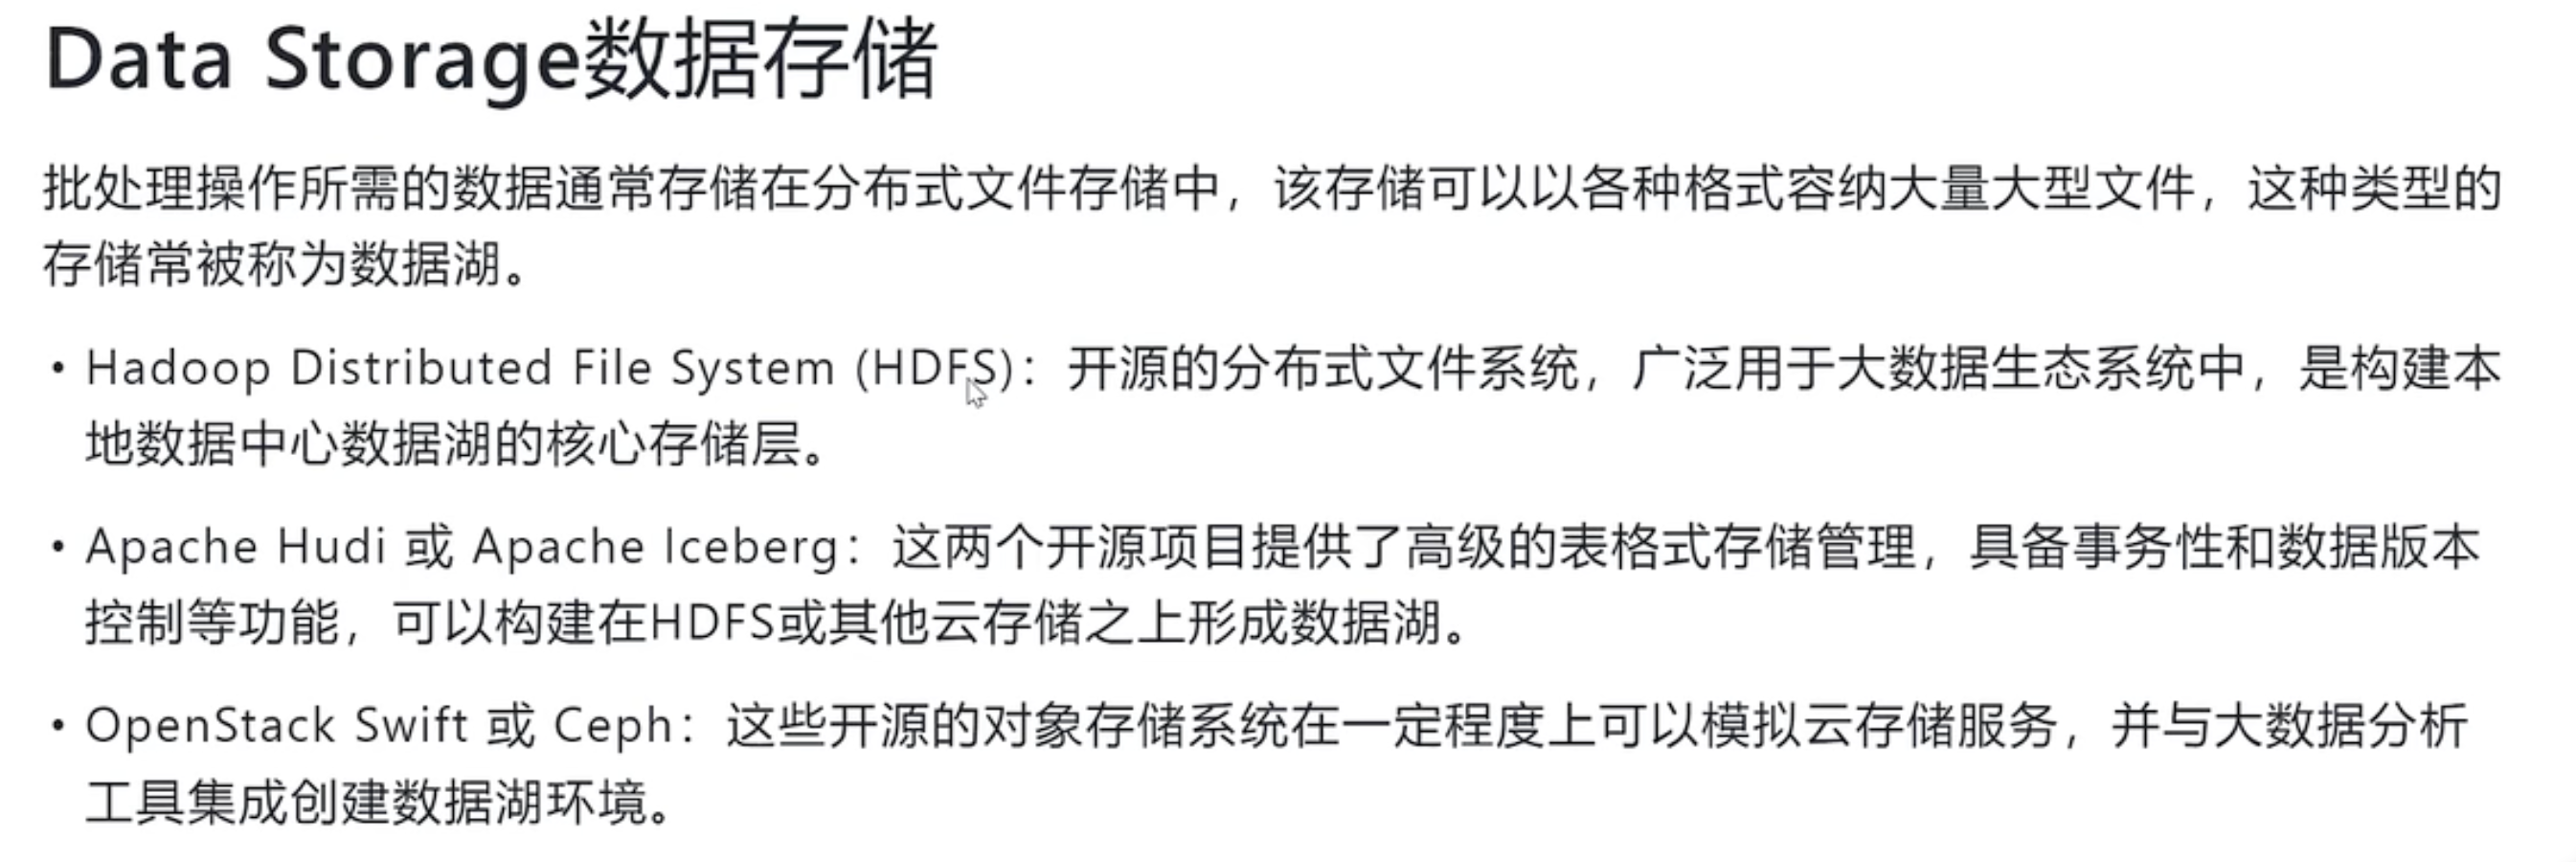 Data Storage数据存储
批处理操作所需的数据通常存储在分布式文件存储中，该存储可以以各种格式容纳大量大型文件，这种类型的
存储常被称为数据湖。
• Hadoop Distributed File System (HDFS)：开源的分布式文件系统，广泛用于大数据生态系统中，是构建本
地数据中心数据湖的核心存储层。
• Apache Hudi 或 Apache Iceberg：这两个开源项目提供了高级的表格式存储管理，具备事务性和数据版本
控制等功能，可以构建在HDFS或其他云存储之上形成数据湖。
• OpenStack Swift 或 Ceph：这些开源的对象存储系统在一定程度上可以模拟云存储服务，并与大数据分析
工具集成创建数据湖环境。